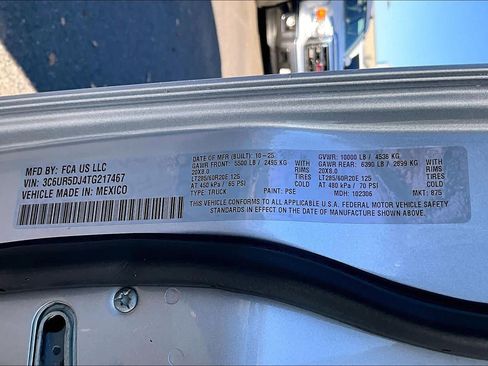 MFD BY: FCA US LLC
VIN: 3C6UR5DJ4TG217467
VEHICLE MADE IN: MEXICO
DATE OF MFR (BUILT): 10-25
GAWR FRONT: 5500 LB / 2495 KG WITH
20X8.0 RIMS
LT285/60R20E 125 TIRES
AT 450 kPa / 65 PSI COLD
TYPE: TRUCK PAINT: PSE
GVWR: 10000 LB / 4536 KG
GAWR REAR: 6390 LB / 2899 KG WITH
20X8.0 RIMS
LT285/60R20E 125 TIRES
AT 480 kPa / 70 PSI COLD
MDH: 102306 MKT: 875
THIS VEHICLE CONFORMS TO ALL APPLICABLE U.S.A. FEDERAL MOTOR VEHICLE SAFETY
STANDARDS IN EFFECT ON THE DATE OF MANUFACTURE SHOWN ABOVE